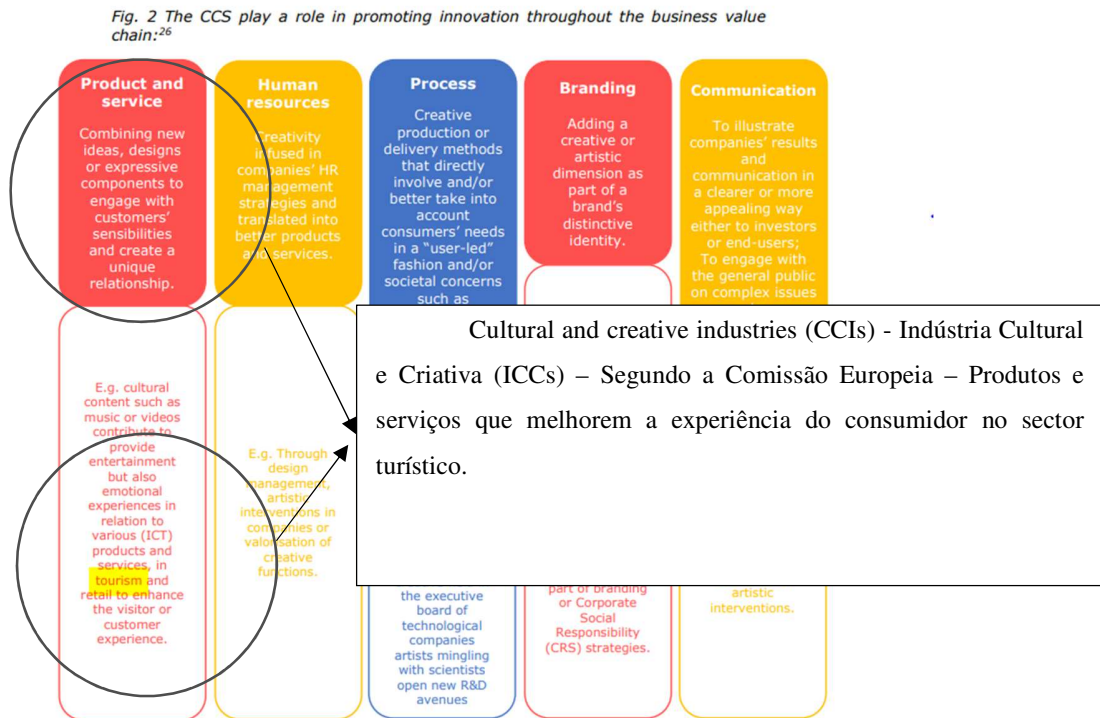 Fig. 2 The CCS play a role in promoting innovation throughout the business value
chain:26
Product and
service
Combining new
ideas, designs
or expressive
components to
engage with
customers'
sensibilities
and create a
unique
relationship.
E.g. cultural
content such as
music or videos
contribute to
provide
entertainment
but also
emotional
experiences in
relation to
various (ICT)
products and
services, in
tourism and
retail to enhance
the visitor or
customer
experience.
Human
resources
Creativity
infused in
companies' HR
management
strategies and
translated into
better products
and services.
E.g. Through
design
management,
artistic
interventions in
companies or
valorisation of
creative
functions.
Process
Creative
production or
delivery methods
that directly
involve and/or
better take into
account
consumers' needs
in a "user-led"
fashion and/or
societal concerns
such as
the executive
board of
technological
companies
artists mingling
with scientists
open new R&D
avenues
Branding
Adding a
creative or
artistic
dimension as
part of a
brand's
distinctive
identity.
part of branding
or Corporate
Social
Responsibility
(CRS) strategies.
Communication
To illustrate
companies' results
and
communication in
a clearer or more
appealing way
either to investors
or end-users;
To engage with
the general public
on complex issues
artistic
interventions.
Cultural and creative industries (CCIs) - Indústria Cultural
e Criativa (ICCs) – Segundo a Comissão Europeia – Produtos e
serviços que melhorem a experiência do consumidor no sector
turístico.